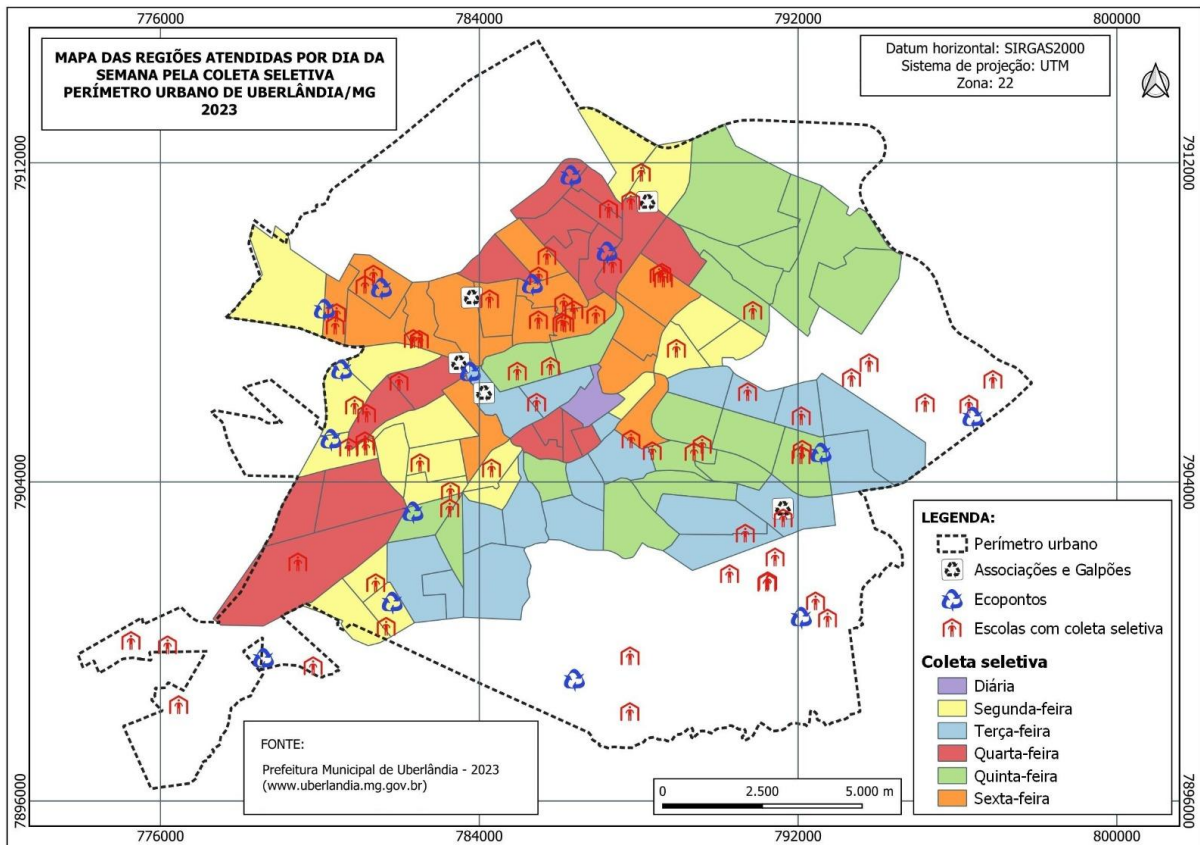 776000
784000
792000
800000
MAPA DAS REGIÕES ATENDIDAS POR DIA DA
SEMANA PELA COLETA SELETIVA
PERÍMETRO URBANO DE UBERLÂNDIA/MG
2023
Datum horizontal: SIRGAS2000
Sistema de projeção: UTM
Zona: 22
7912000
7912000
7904000
7904000
LEGENDA:
Perímetro urbano
Associações e Galpões
Ecopontos
Escolas com coleta seletiva
Coleta seletiva
Diária
Segunda-feira
Terça-feira
Quarta-feira
Quinta-feira
Sexta-feira
FONTE:
Prefeitura Municipal de Uberlândia - 2023
(www.uberlandia.mg.gov.br)
0 2.500 5.000 m
7896000
7896000
776000
784000
792000
800000